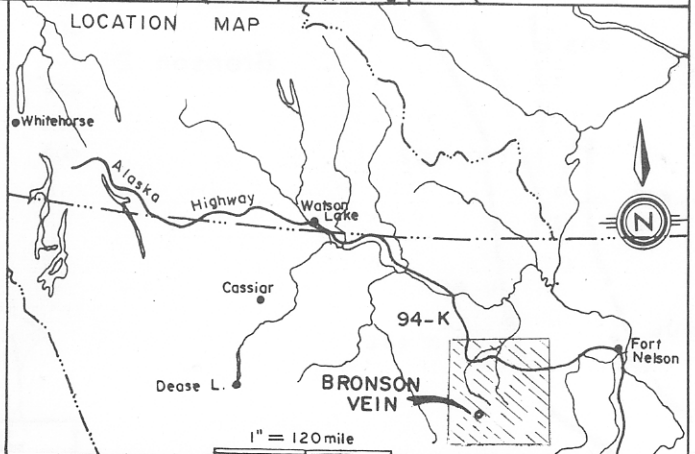 LOCATION MAP
Whitehorse
Alaska
Highway
Watson
Lake
N
Cassiar
94-K
Fort
Nelson
Dease L.
BRONSON
VEIN
1" = 120 mile